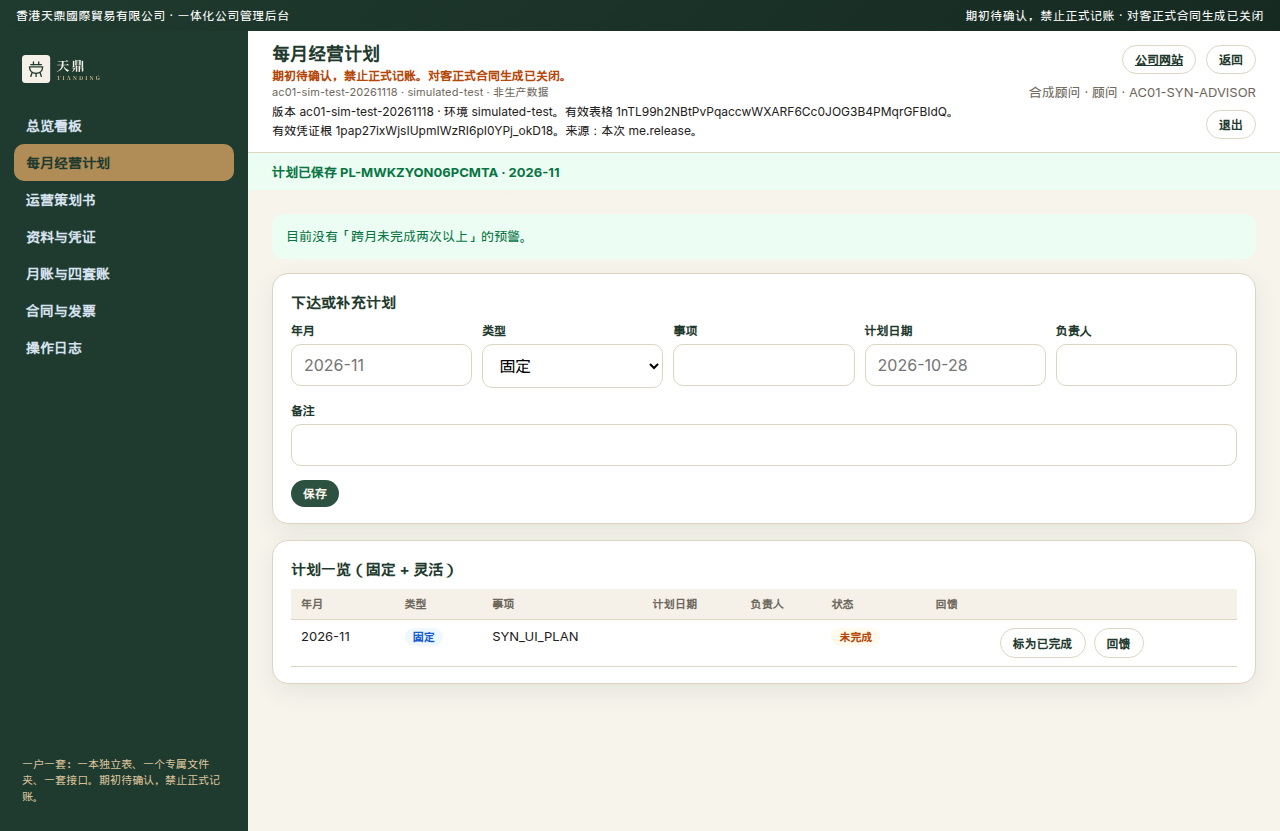 香港天鼎國際貿易有限公司 · 一体化公司管理后台
期初待确认，禁止正式记账 · 对客正式合同生成已关闭
天鼎
TIANDING
总览看板
每月经营计划
运营策划书
资料与凭证
月账与四套账
合同与发票
操作日志
一户一套：一本独立表、一个专属文件
夹、一套接口。期初待确认，禁止正式记
账。
每月经营计划
期初待确认，禁止正式记账。对客正式合同生成已关闭。
ac01-sim-test-20261118 · simulated-test · 非生产数据
版本 ac01-sim-test-20261118 · 环境 simulated-test。有效表格 1nTL99h2NBtPvPqaccwWXARF6Cc0JOG3B4PMqrGFBldQ。
有效凭证根 1pap27ixWjsIUpmIWzRI6pI0YPj_okD18。来源：本次 me.release。
公司网站
返回
合成顾问 · 顾问 · AC01-SYN-ADVISOR
退出
计划已保存 PL-MWKZYON06PCMTA · 2026-11
目前没有「跨月未完成两次以上」的预警。
下达或补充计划
年月 类型 事项 计划日期 负责人
2026-11 固定 2026-10-28
备注
保存
计划一览（固定 + 灵活）
年月 类型 事项 计划日期 负责人 状态 回馈
2026-11 固定 SYN_UI_PLAN 未完成 标为已完成 回馈